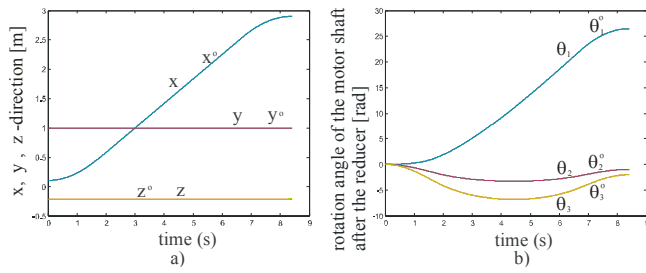 x, y, z -direction [m]
3
2.5
2
1.5
1
0.5
0
-0.5
x
x°
y
y°
z°
z
0 1 2 3 4 5 6 7 8 9
time (s)
a)
rotation angle of the motor shaft
after the reducer [rad]
30
25
20
15
10
5
0
-5
-10
θ₁
θ₁°
θ₂
θ₂°
θ₃
θ₃°
0 1 2 3 4 5 6 7 8 9
time (s)
b)